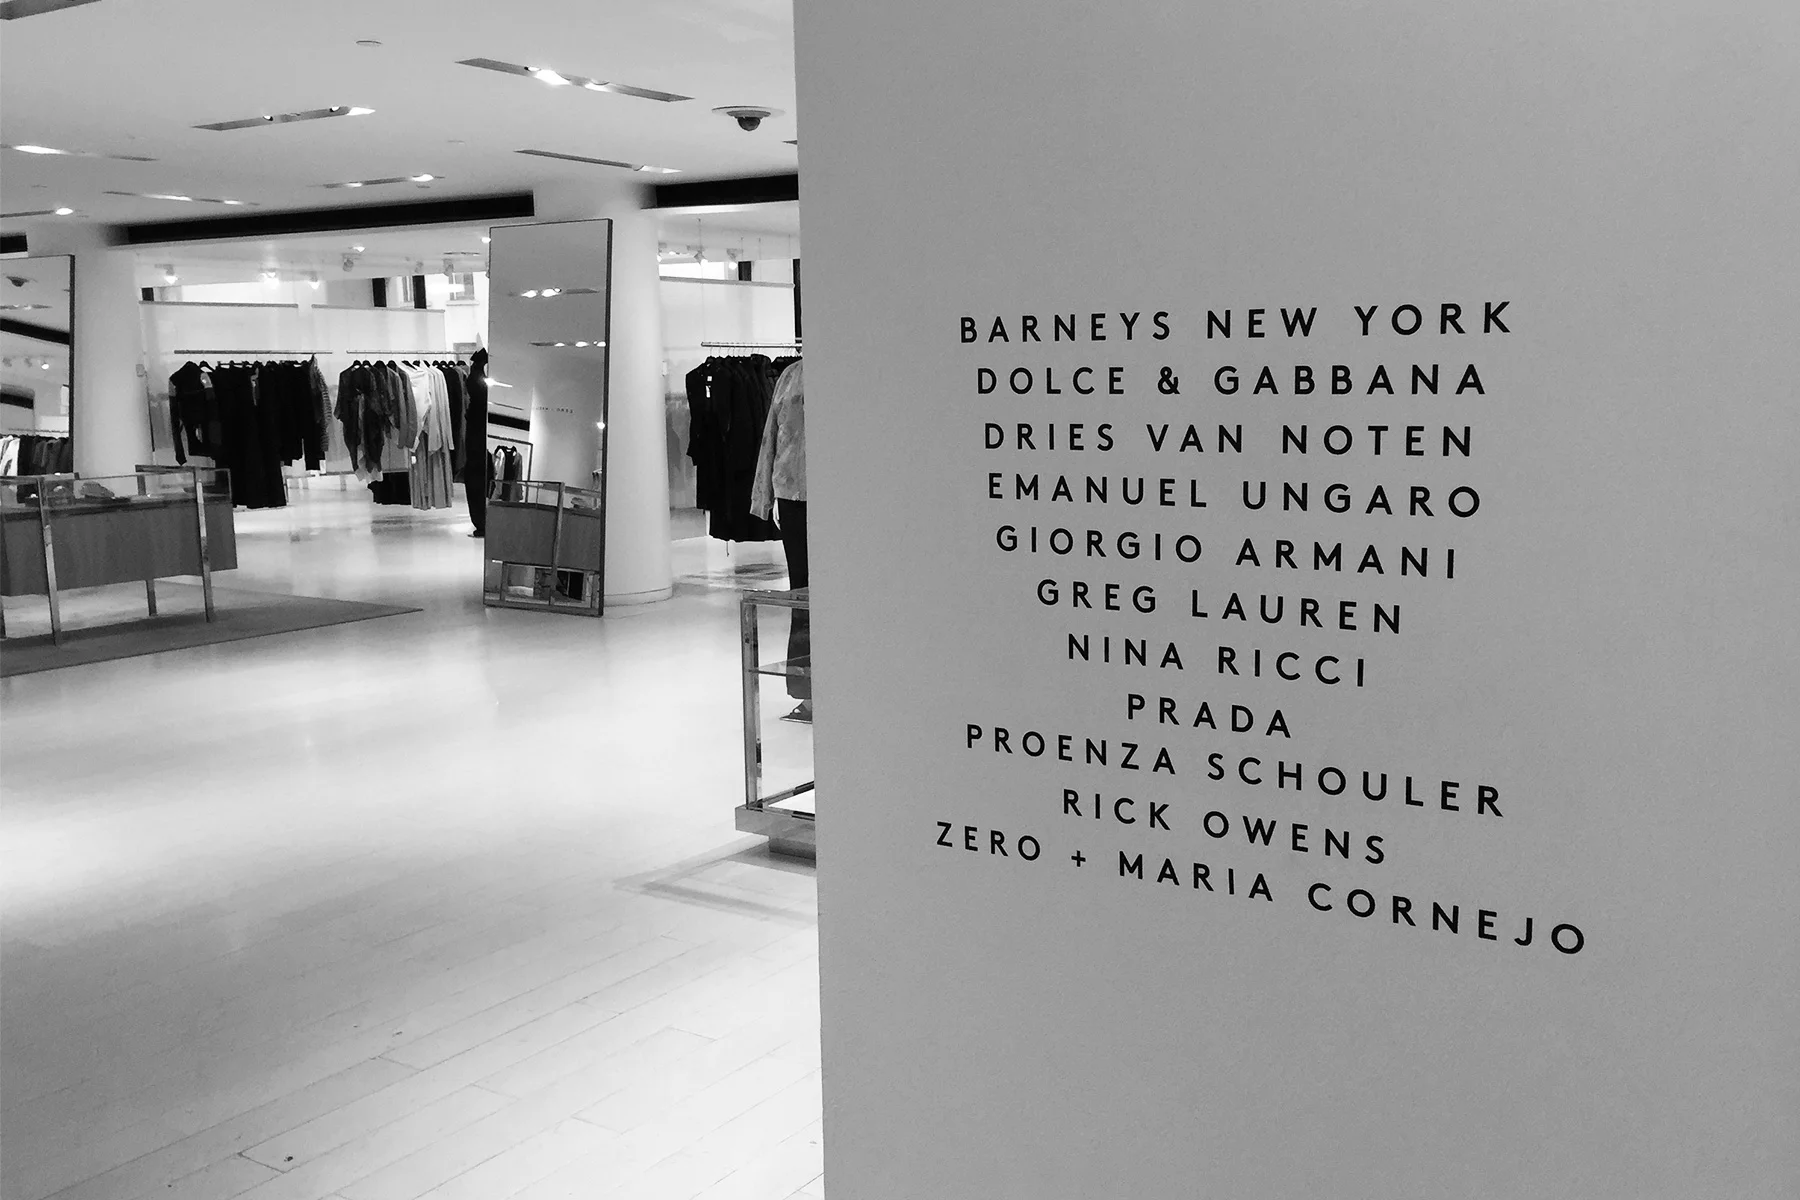 BARNEYS NEW YORK
DOLCE & GABBANA
DRIES VAN NOTEN
EMANUEL UNGARO
GIORGIO ARMANI
GREG LAUREN
NINA RICCI
PRADA
PROENZA SCHOULER
RICK OWENS
ZERO + MARIA CORNEJO